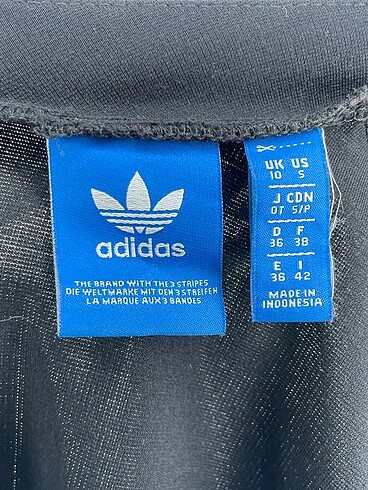 adidas
THE BRAND WITH THE 3 STRIPES
DIE WELTMARKE MIT DEN 3 STREIFEN
LA MARQUE AUX 3 BANDES
UK US
10 S
J CDN
OT S/P
D F
36 38
E I
36 42
MADE IN
INDONESIA